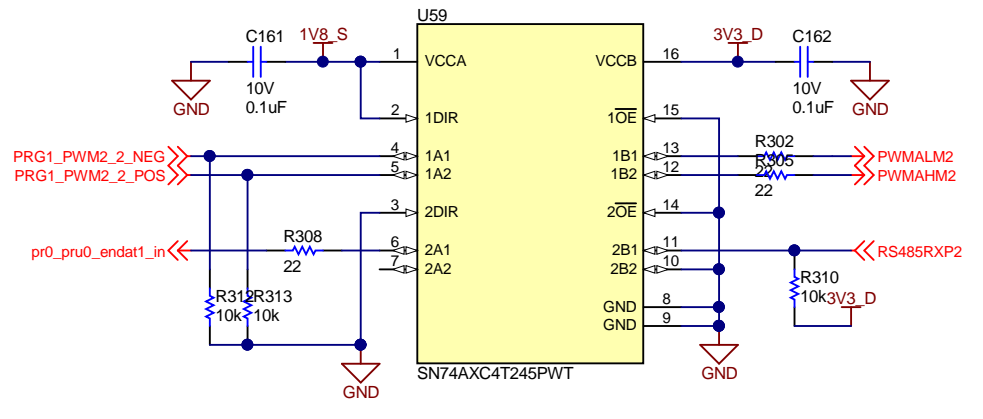 U59
C161
1V8_S
3V3_D
C162
1
VCCA
VCCB
16
10V
0.1uF
GND
10V
0.1uF
GND
2
1DIR
1OE
15
PRG1_PWM2_2_NEG
4
1A1
1B1
13
R302
22
PWMALM2
PRG1_PWM2_2_POS
5
1A2
1B2
12
R305
22
PWMAHM2
3
2DIR
2OE
14
pr0_pru0_endat1_in
R308
22
6
2A1
2B1
11
RS485RXP2
7
2A2
2B2
10
R312
10k
R313
10k
R310
10k
3V3_D
GND
8
GND
9
GND
GND
SN74AXC4T245PWT